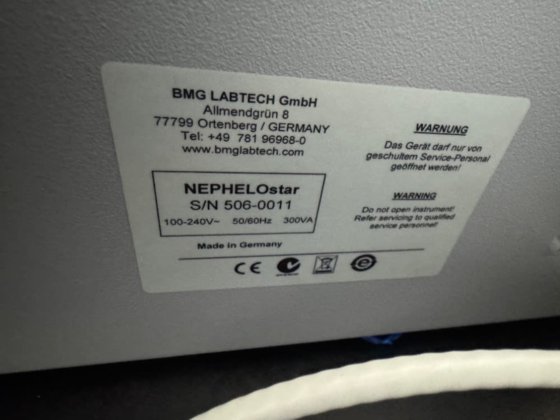 BMG LABTECH GmbH
Allmendgrün 8
77799 Ortenberg / GERMANY
Tel: +49 781 96968-0
www.bmglabtech.com
NEPHELOstar
S/N 506-0011
100-240V~ 50/60Hz 300VA
Made in Germany
CE
WARNUNG
Das Gerät darf nur von
geschultem Service-Personal
geöffnet werden!
WARNING
Do not open instrument!
Refer servicing to qualified
service personnel!